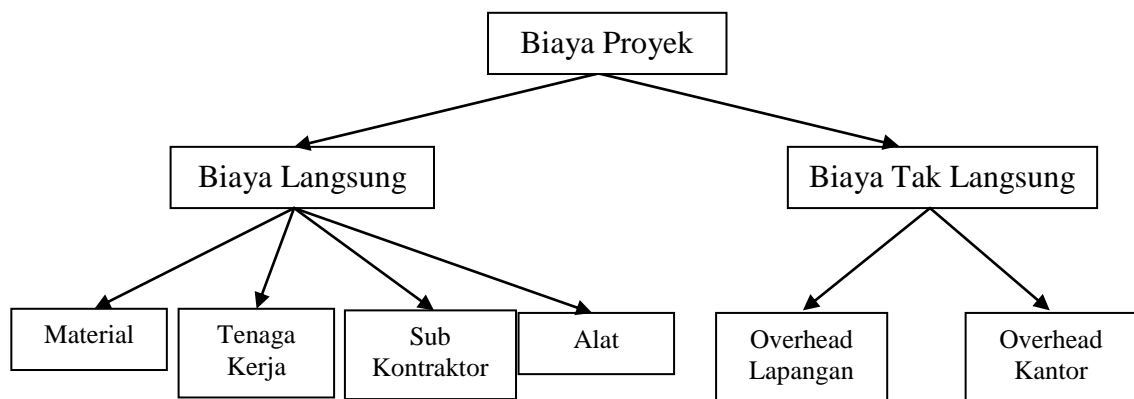 Biaya Proyek
Biaya Langsung
Biaya Tak Langsung
Material
Tenaga
Kerja
Sub
Kontraktor
Alat
Overhead
Lapangan
Overhead
Kantor